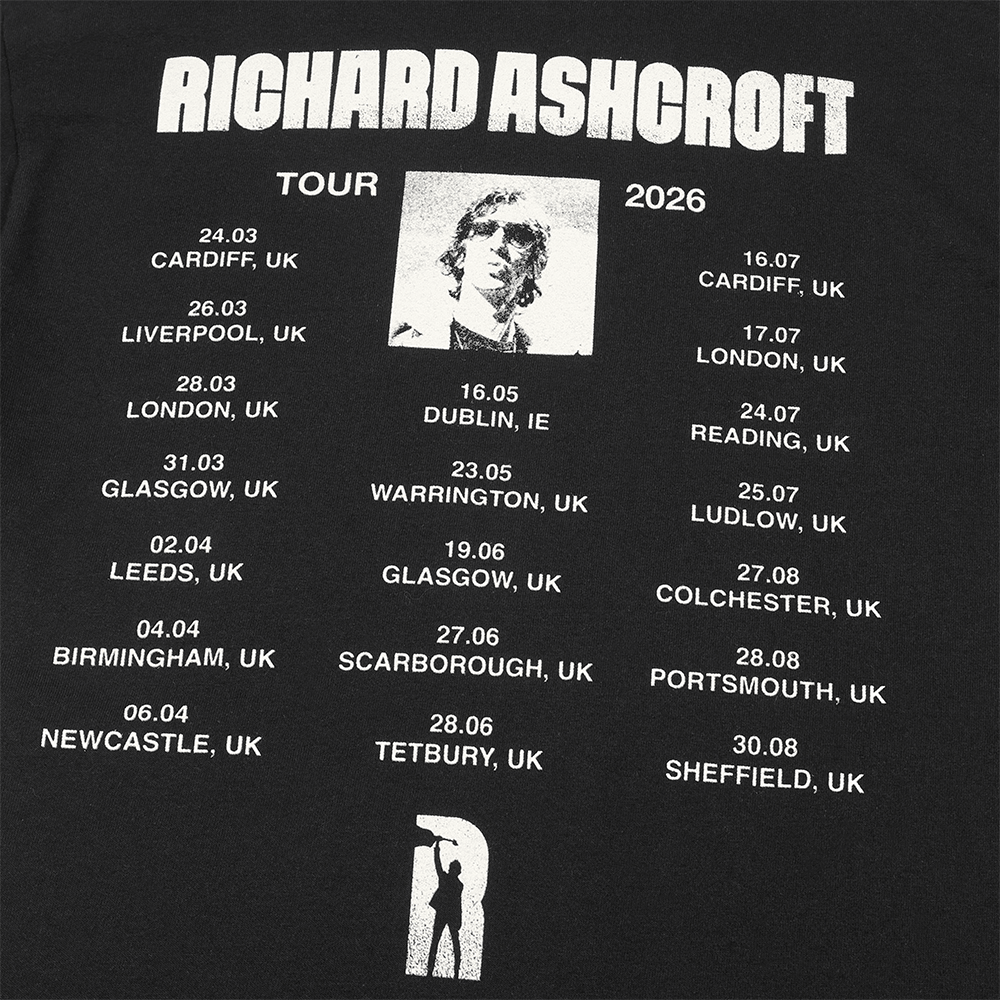 RICHARD ASHCROFT
TOUR
2026
24.03
CARDIFF, UK
26.03
LIVERPOOL, UK
28.03
LONDON, UK
31.03
GLASGOW, UK
02.04
LEEDS, UK
04.04
BIRMINGHAM, UK
06.04
NEWCASTLE, UK
16.05
DUBLIN, IE
23.05
WARRINGTON, UK
19.06
GLASGOW, UK
27.06
SCARBOROUGH, UK
28.06
TETBURY, UK
16.07
CARDIFF, UK
17.07
LONDON, UK
24.07
READING, UK
25.07
LUDLOW, UK
27.08
COLCHESTER, UK
28.08
PORTSMOUTH, UK
30.08
SHEFFIELD, UK
R